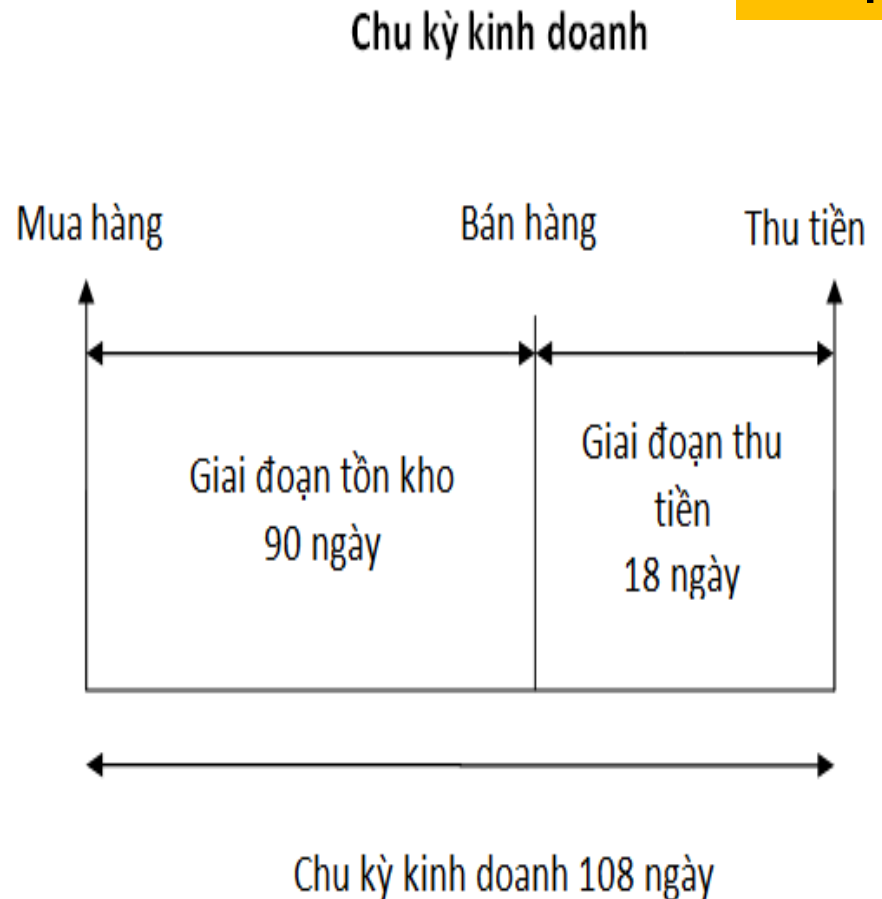 Chu kỳ kinh doanh
Mua hàng
Bán hàng
Thu tiền
Giai đoạn tồn kho
90 ngày
Giai đoạn thu
tiền
18 ngày
Chu kỳ kinh doanh 108 ngày